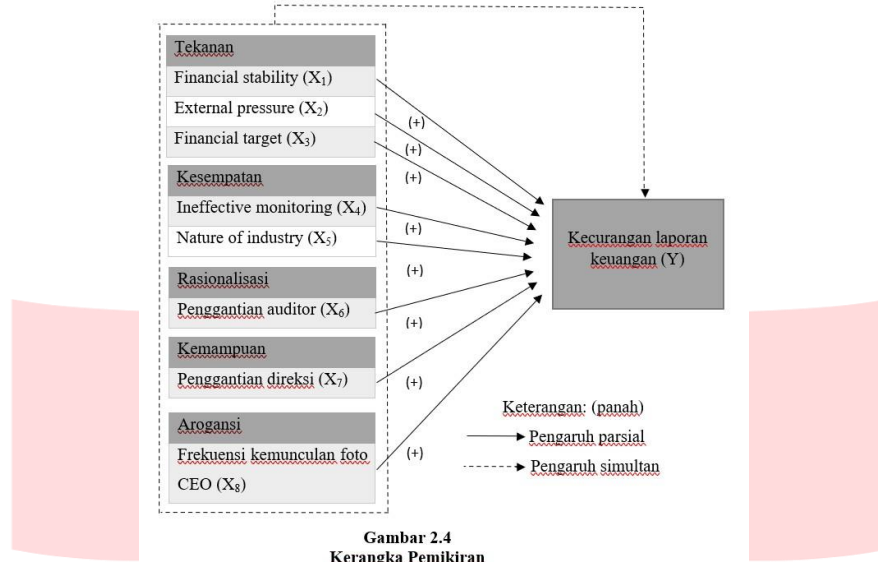 Tekanan
Financial stability (X₁)
External pressure (X₂)
Financial target (X₃)
Kesempatan
Ineffective monitoring (X₄)
Nature of industry (X₅)
Rasionalisasi
Penggantian auditor (X₆)
Kemampuan
Penggantian direksi (X₇)
Arogansi
Frekuensi kemunculan foto
CEO (X₈)
(+)
(+)
(+)
(+)
(+)
(+)
(+)
(+)
Kecurangan laporan
keuangan (Y)
Keterangan: (panah)
Pengaruh parsial
Pengaruh simultan
Gambar 2.4
Kerangka Pemikiran